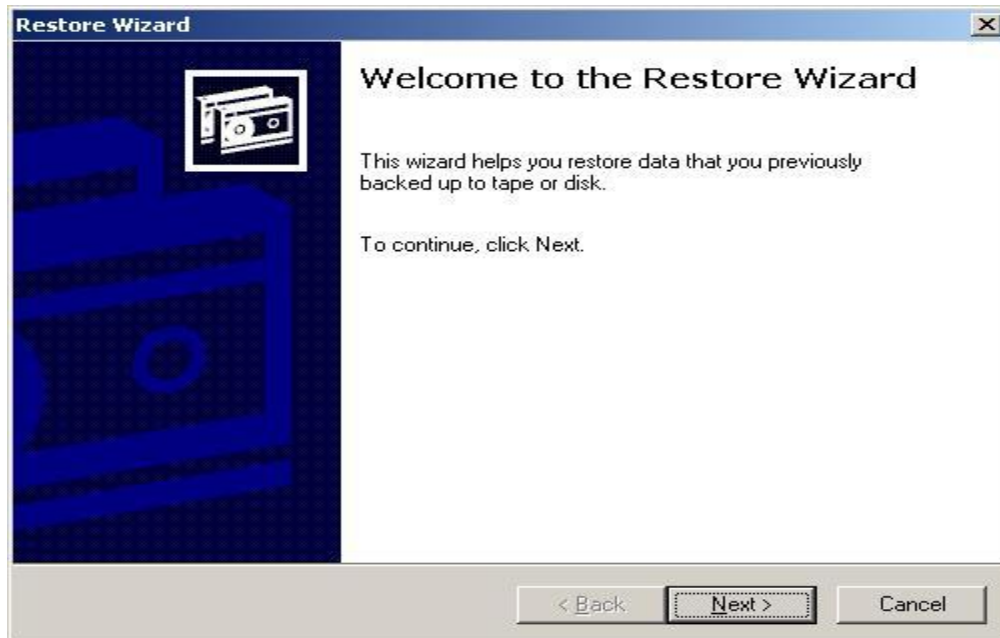 Restore Wizard
Welcome to the Restore Wizard
This wizard helps you restore data that you previously
backed up to tape or disk.
To continue, click Next.
< Back
Next >
Cancel